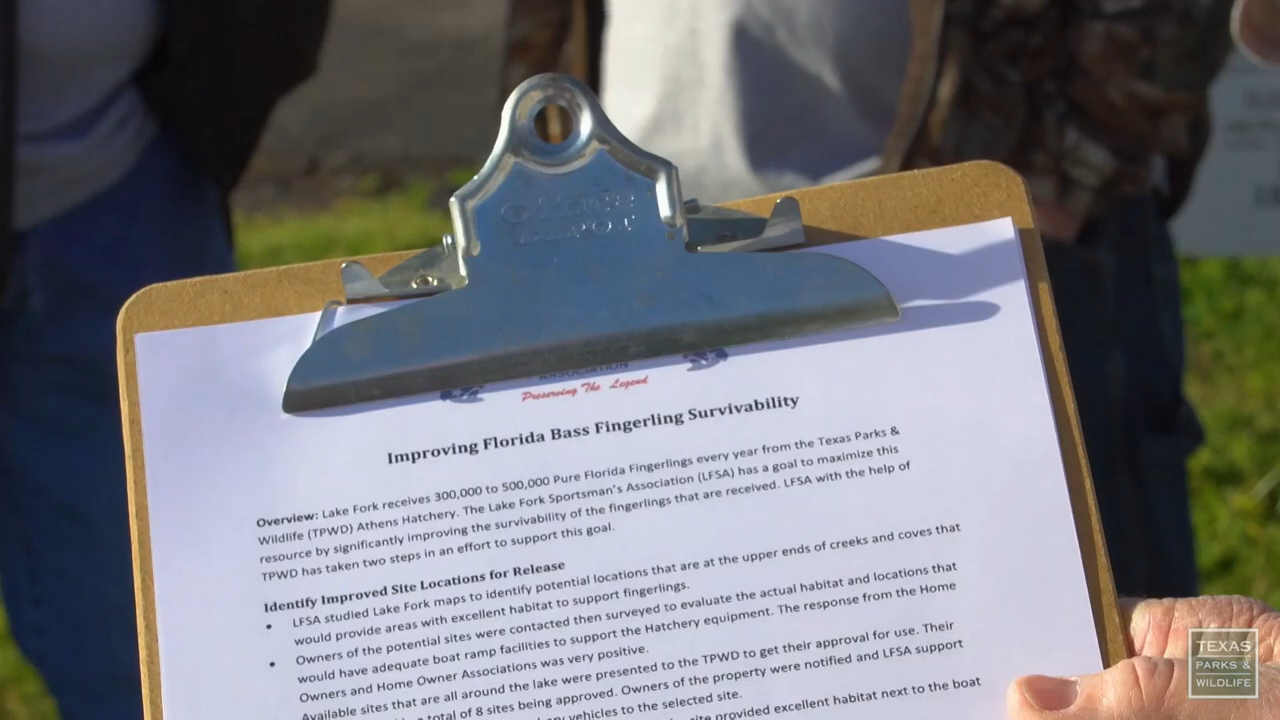 ASSOCIATION
Preserving The Legend
Improving Florida Bass Fingerling Survivability
Overview: Lake Fork receives 300,000 to 500,000 Pure Florida Fingerlings every year from the Texas Parks &
Wildlife (TPWD) Athens Hatchery. The Lake Fork Sportsman's Association (LFSA) has a goal to maximize this
resource by significantly improving the survivability of the fingerlings that are received. LFSA with the help of
TPWD has taken two steps in an effort to support this goal.
Identify Improved Site Locations for Release
• LFSA studied Lake Fork maps to identify potential locations that are at the upper ends of creeks and coves that
would provide areas with excellent habitat to support fingerlings.
• Owners of the potential sites were contacted then surveyed to evaluate the actual habitat and locations that
would have adequate boat ramp facilities to support the Hatchery equipment. The response from the Home
Owners and Home Owner Associations was very positive.
Available sites that are all around the lake were presented to the TPWD to get their approval for use. Their
total of 8 sites being approved. Owners of the property were notified and LFSA support
vehicles to the selected site.
site provided excellent habitat next to the boat
TEXAS
PARKS &
WILDLIFE